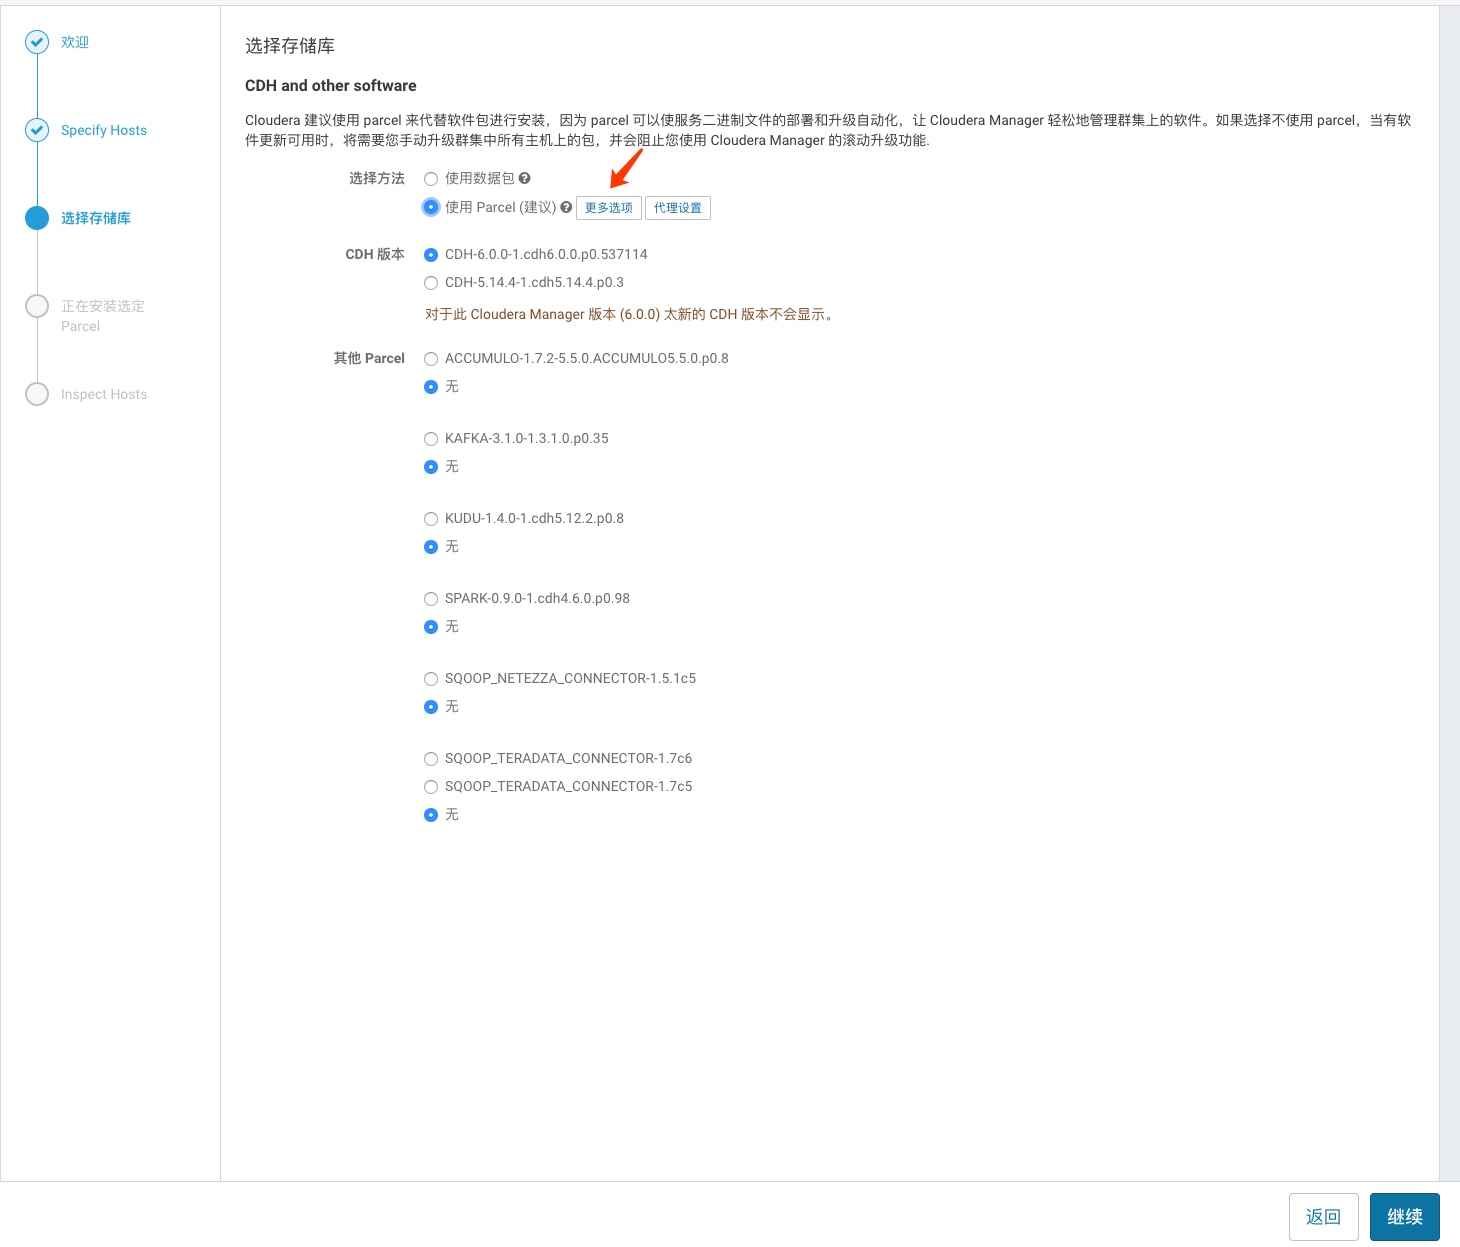 欢迎
Specify Hosts
选择存储库
正在安装选定
Parcel
Inspect Hosts
选择存储库
CDH and other software
Cloudera 建议使用 parcel 来代替软件包进行安装，因为 parcel 可以使服务二进制文件的部署和升级自动化，让 Cloudera Manager 轻松地管理群集上的软件。如果选择不使用 parcel，当有软
件更新可用时，将需要您手动升级群集中所有主机上的包，并会阻止您使用 Cloudera Manager 的滚动升级功能.
选择方法 使用数据包
使用 Parcel (建议) 更多选项 代理设置
CDH 版本 CDH-6.0.0-1.cdh6.0.0.p0.537114
CDH-5.14.4-1.cdh5.14.4.p0.3
对于此 Cloudera Manager 版本 (6.0.0) 太新的 CDH 版本不会显示。
其他 Parcel ACCUMULO-1.7.2-5.5.0.ACCUMULO5.5.0.p0.8
无
KAFKA-3.1.0-1.3.1.0.p0.35
无
KUDU-1.4.0-1.cdh5.12.2.p0.8
无
SPARK-0.9.0-1.cdh4.6.0.p0.98
无
SQOOP_NETEZZA_CONNECTOR-1.5.1c5
无
SQOOP_TERADATA_CONNECTOR-1.7c6
SQOOP_TERADATA_CONNECTOR-1.7c5
无
返回 继续